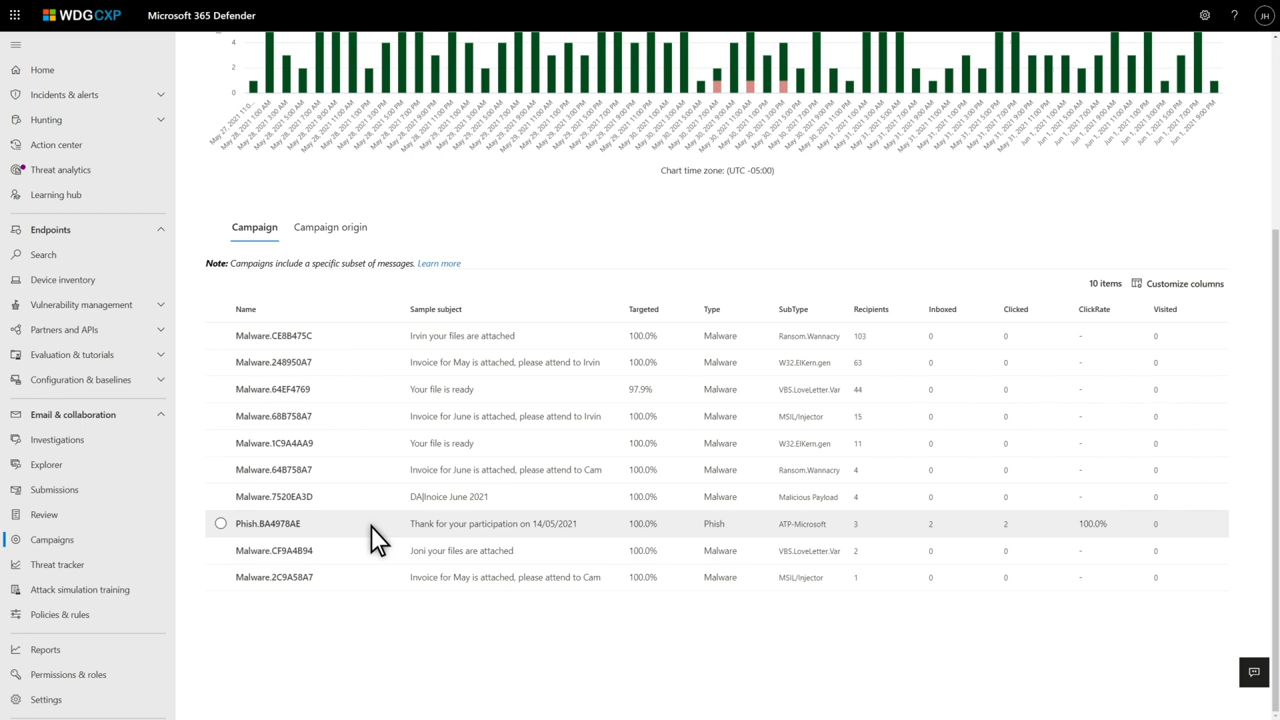 WDGCXP Microsoft 365 Defender JH
Home
Incidents & alerts
Hunting
Action center
Threat analytics
Learning hub
Endpoints
Search
Device inventory
Vulnerability management
Partners and APIs
Evaluation & tutorials
Configuration & baselines
Email & collaboration
Investigations
Explorer
Submissions
Review
Campaigns
Threat tracker
Attack simulation training
Policies & rules
Reports
Permissions & roles
Settings
4
2
0
Chart time zone: (UTC -05:00)
Campaign Campaign origin
Note: Campaigns include a specific subset of messages. Learn more
10 items Customize columns
Name Sample subject Targeted Type SubType Recipients Inboxed Clicked ClickRate Visited
Malware.CE8B475C Irvin your files are attached 100.0% Malware Ransom.Wannacry 103 0 0 - 0
Malware.248950A7 Invoice for May is attached, please attend to Irvin 100.0% Malware W32.ElKern.gen 63 0 0 - 0
Malware.64EF4769 Your file is ready 97.9% Malware VBS.LoveLetter.Var 44 0 0 - 0
Malware.68B758A7 Invoice for June is attached, please attend to Irvin 100.0% Malware MSIL/Injector 15 0 0 - 0
Malware.1C9A4AA9 Your file is ready 100.0% Malware W32.ElKern.gen 11 0 0 - 0
Malware.64B758A7 Invoice for June is attached, please attend to Cam 100.0% Malware Ransom.Wannacry 4 0 0 - 0
Malware.7520EA3D DA|Inoice June 2021 100.0% Malware Malicious Payload 4 0 0 - 0
Phish.BA4978AE Thank for your participation on 14/05/2021 100.0% Phish ATP-Microsoft 3 2 2 100.0% 0
Malware.CF9A4B94 Joni your files are attached 100.0% Malware VBS.LoveLetter.Var 2 0 0 - 0
Malware.2C9A58A7 Invoice for May is attached, please attend to Cam 100.0% Malware MSIL/Injector 1 0 0 - 0